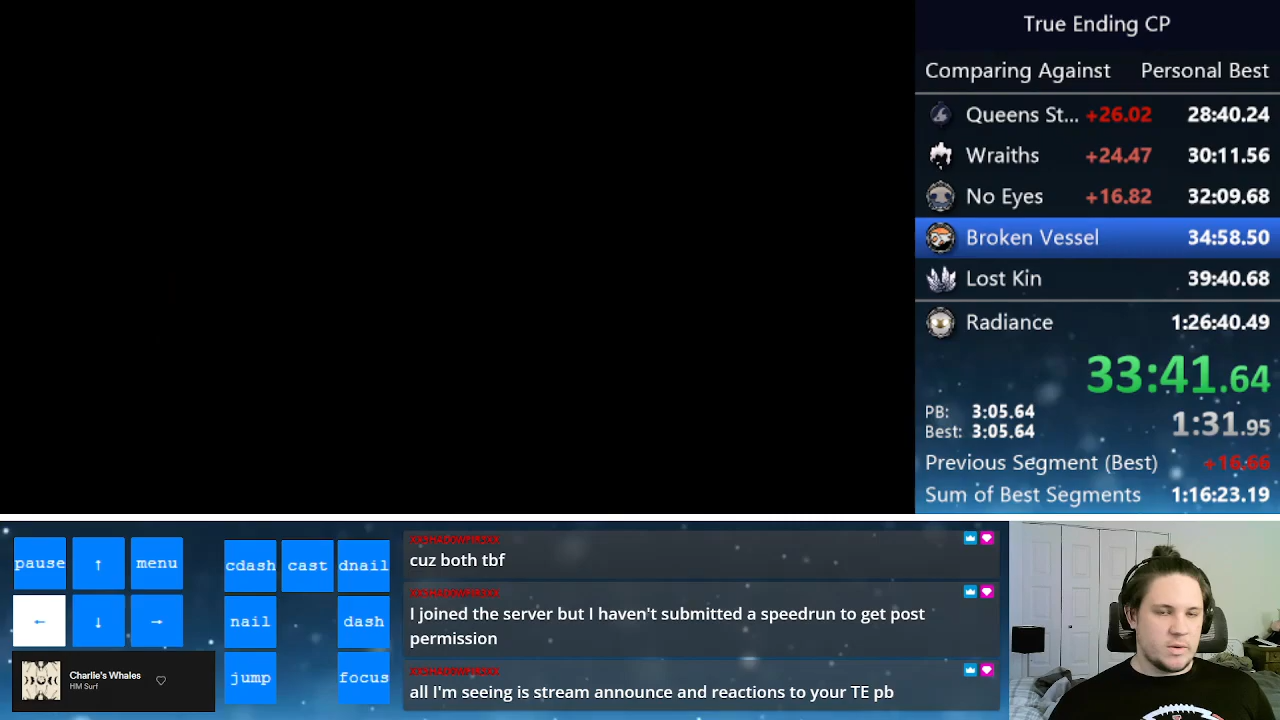 True Ending CP
Comparing Against Personal Best
Queens St... +26.02 28:40.24
Wraiths +24.47 30:11.56
No Eyes +16.82 32:09.68
Broken Vessel 34:58.50
Lost Kin 39:40.68
Radiance 1:26:40.49
33:41.64
PB: 3:05.64
Best: 3:05.64
1:31.95
Previous Segment (Best) +16.66
Sum of Best Segments 1:16:23.19
pause ↑ menu
← ↓ →
cdash cast dnail
nail dash
jump focus
Charlie's Whales
HM Surf
cuz both tbf
I joined the server but I haven't submitted a speedrun to get post
permission
all I'm seeing is stream announce and reactions to your TE pb